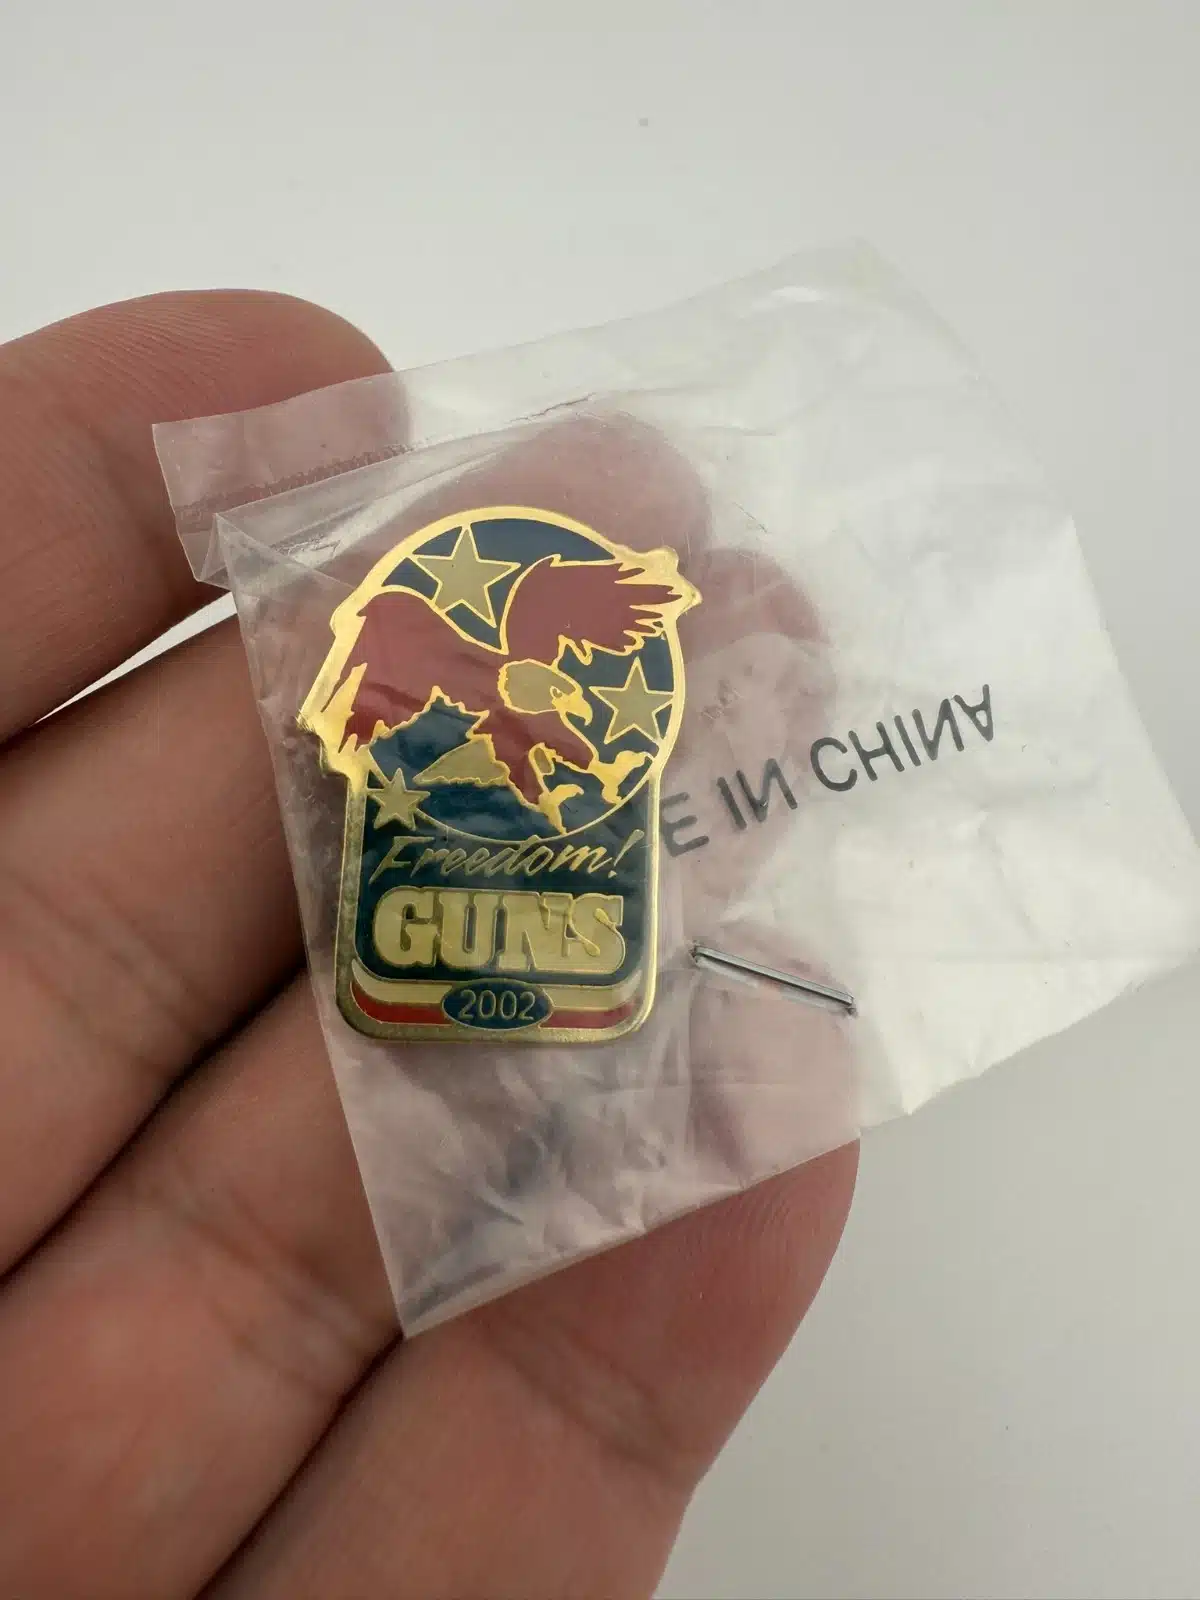 Freedom!
GUNS
2002
E IN CHINA